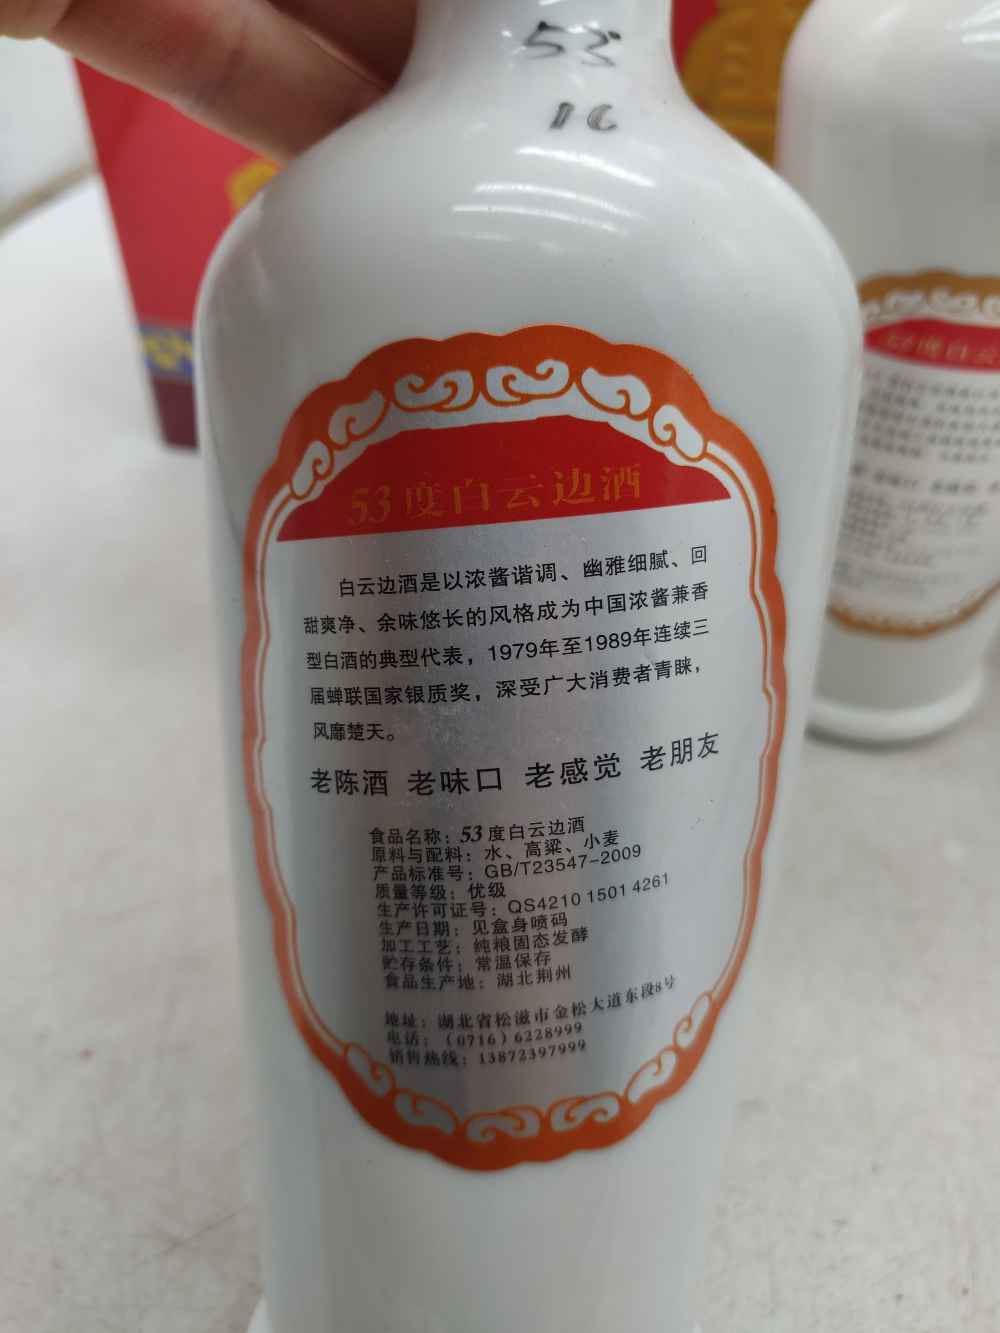 53
16
53度白云边酒
白云边酒是以浓酱谐调、幽雅细腻、回
甜爽净、余味悠长的风格成为中国浓酱兼香
型白酒的典型代表，1979年至1989年连续三
届蝉联国家银质奖，深受广大消费者青睐，
风靡楚天。
老陈酒 老味口 老感觉 老朋友
食品名称：53度白云边酒
原料与配料：水、高粱、小麦
产品标准号：GB/T23547-2009
质量等级：优级
生产许可证号：QS4210 1501 4261
生产日期：见盒身喷码
加工工艺：纯粮固态发酵
贮存条件：常温保存
食品生产地：湖北荆州
地址：湖北省松滋市金松大道东段8号
电话：（0716）6228999
销售热线：13872397999
53度白云